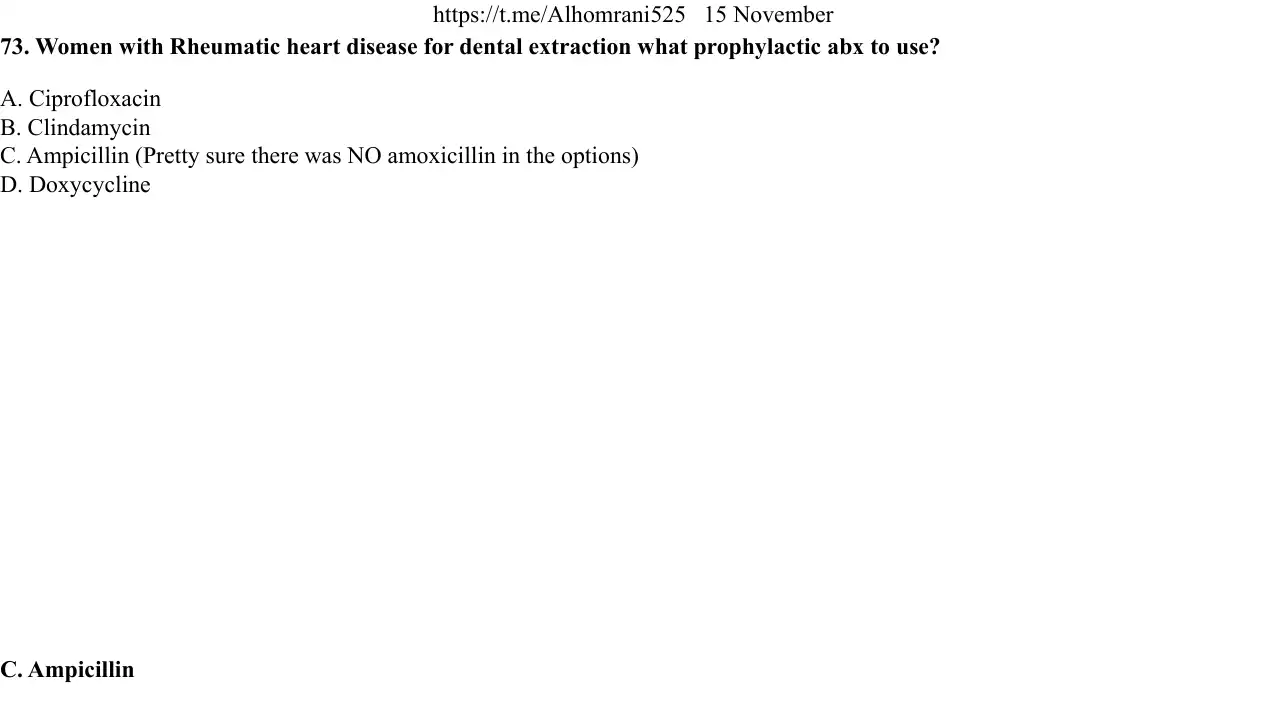 https://t.me/Alhomrani525 15 November
73. Women with Rheumatic heart disease for dental extraction what prophylactic abx to use?
A. Ciprofloxacin
B. Clindamycin
C. Ampicillin (Pretty sure there was NO amoxicillin in the options)
D. Doxycycline
C. Ampicillin